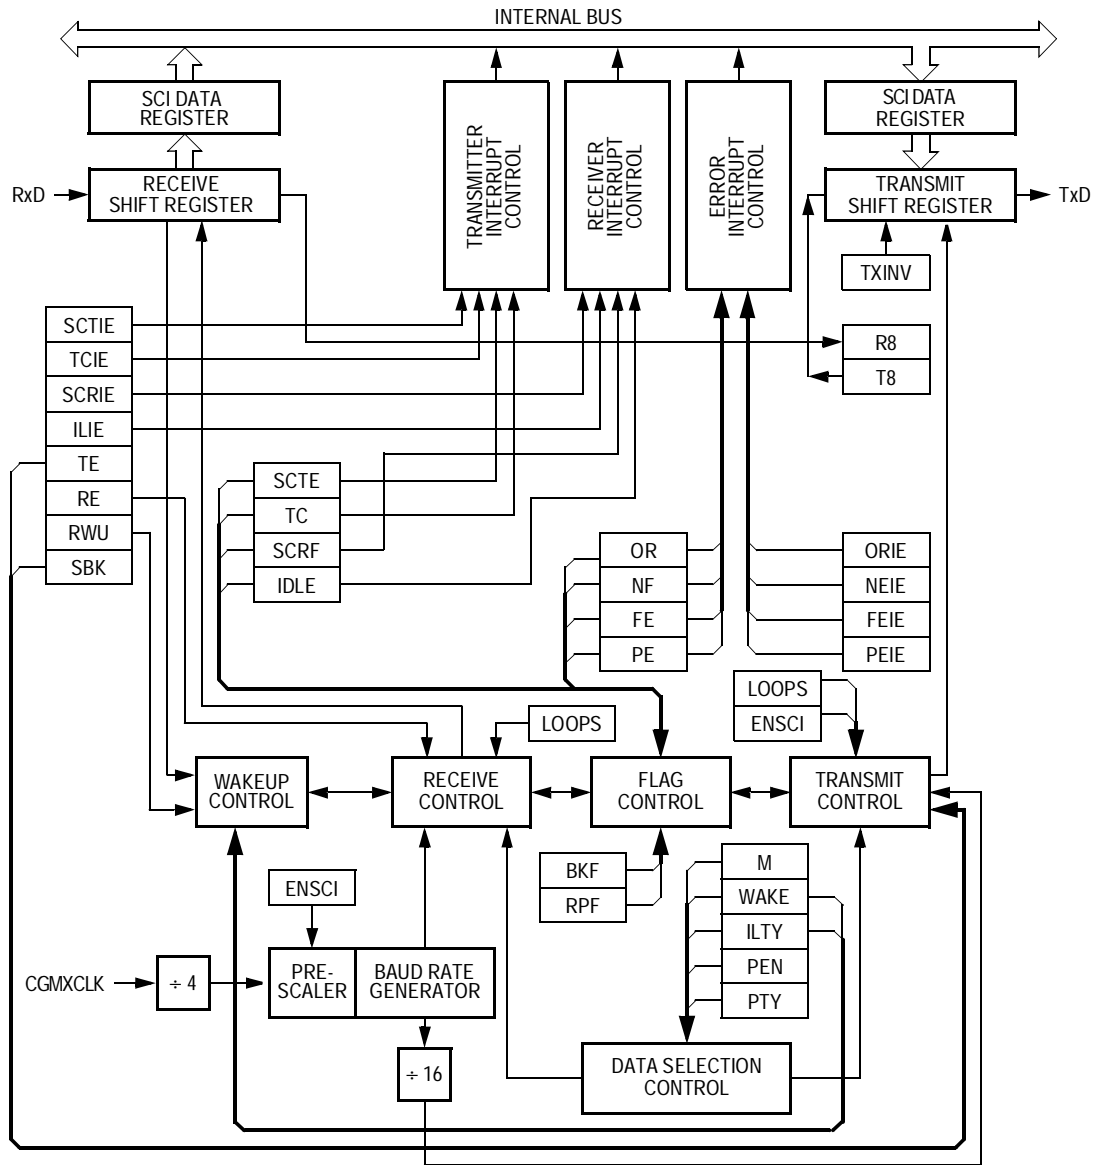 INTERNAL BUS
SCI DATA
REGISTER
SCI DATA
REGISTER
TRANSMITTER
INTERRUPT
CONTROL
RECEIVER
INTERRUPT
CONTROL
ERROR
INTERRUPT
CONTROL
RxD
RECEIVE
SHIFT REGISTER
TRANSMIT
SHIFT REGISTER
TxD
TXINV
SCTIE
TCIE
SCRIE
ILIE
TE
RE
RWU
SBK
R8
T8
SCTE
TC
SCRF
IDLE
OR
NF
FE
PE
ORIE
NEIE
FEIE
PEIE
LOOPS
ENSCI
LOOPS
WAKEUP
CONTROL
RECEIVE
CONTROL
FLAG
CONTROL
TRANSMIT
CONTROL
BKF
RPF
M
WAKE
ILTY
PEN
PTY
ENSCI
CGMXCLK
÷ 4
PRE-
SCALER
BAUD RATE
GENERATOR
÷ 16
DATA SELECTION
CONTROL